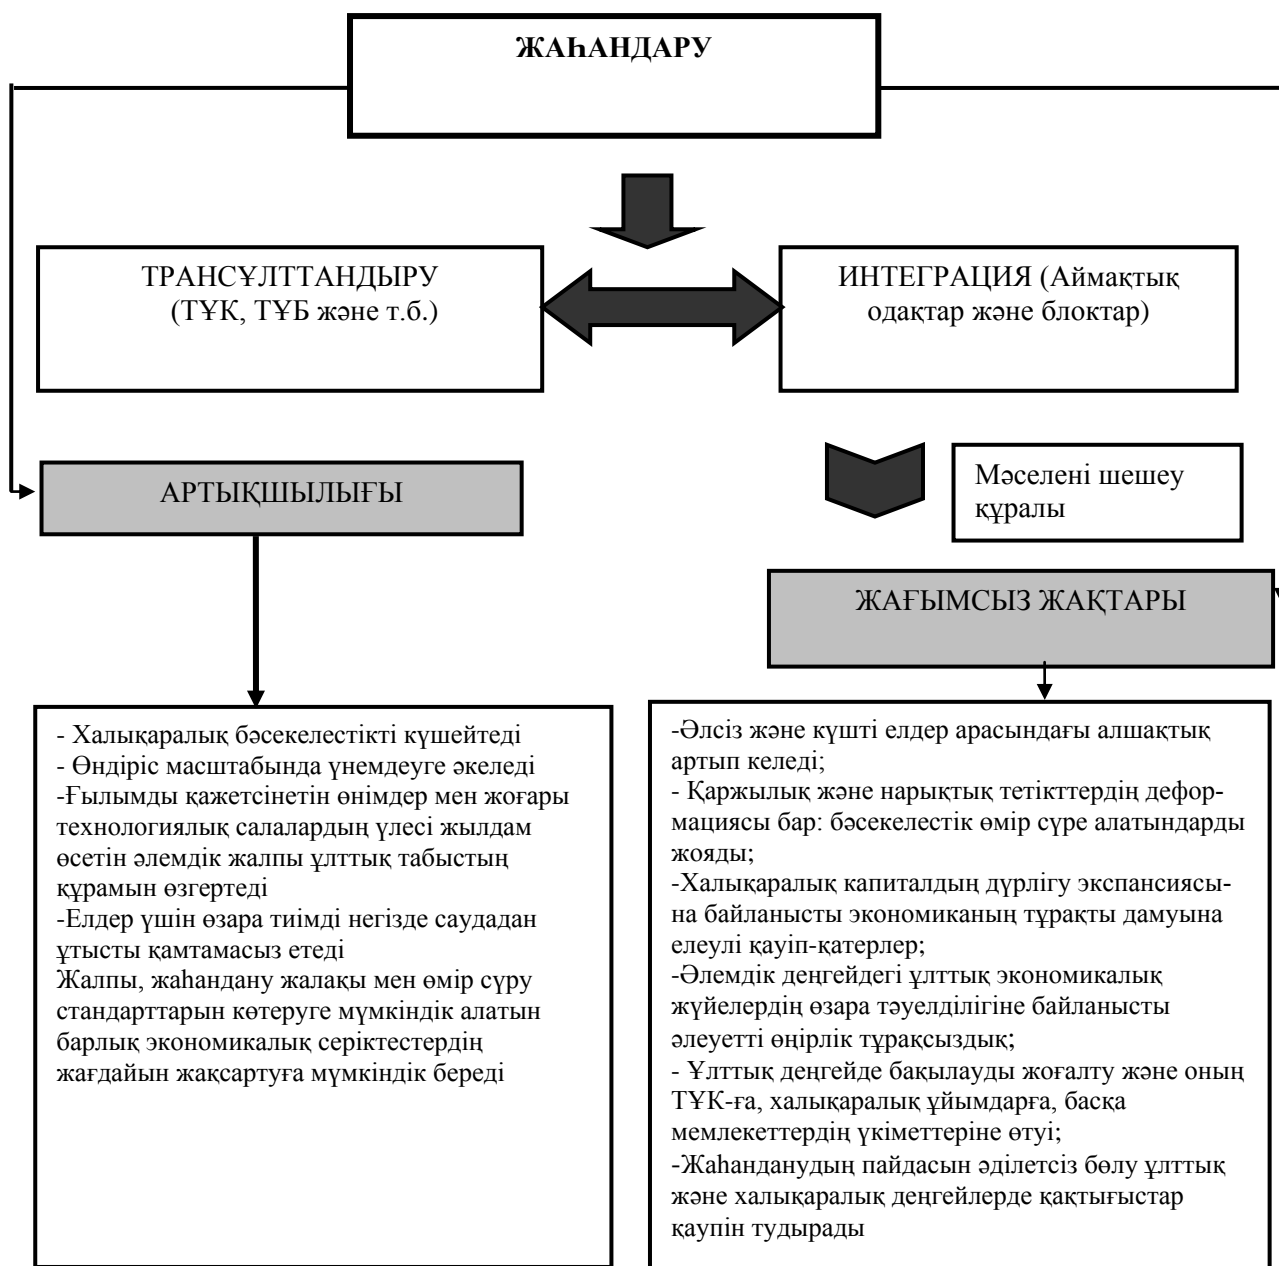 ЖАҺАНДАРУ
ТРАНСҰЛТТАНДЫРУ
(ТҰК, ТҰБ және т.б.)
ИНТЕГРАЦИЯ (Аймақтық
одақтар және блоктар)
АРТЫҚШЫЛЫҒЫ
Мәселені шешеу
құралы
ЖАҒЫМСЫЗ ЖАҚТАРЫ
- Халықаралық бәсекелестікті күшейтеді
- Өндіріс масштабында үнемдеуге әкеледі
-Ғылымды қажетсінетін өнімдер мен жоғары
технологиялық салалардың үлесі жылдам
өсетін әлемдік жалпы ұлттық табыстың
құрамын өзгертеді
-Елдер үшін өзара тиімді негізде саудадан
ұтысты қамтамасыз етеді
Жалпы, жаһандану жалақы мен өмір сүру
стандарттарын көтеруге мүмкіндік алатын
барлық экономикалық серіктестердің
жағдайын жақсартуға мүмкіндік береді
-Әлсіз және күшті елдер арасындағы алшақтық
артып келеді;
- Қаржылық және нарықтық тетікттердің дефор-
мациясы бар: бәсекелестік өмір сүре алатындарды
жояды;
-Халықаралық капиталдың дүрлігу экспансиясы-
на байланысты экономиканың тұрақты дамуына
елеулі қауіп-қатерлер;
-Әлемдік деңгейдегі ұлттық экономикалық
жүйелердің өзара тәуелділігіне байланысты
әлеуетті өңірлік тұрақсыздық;
- Ұлттық деңгейде бақылауды жоғалту және оның
ТҰК-ға, халықаралық ұйымдарға, басқа
мемлекеттердің үкіметтеріне өтуі;
-Жаһанданудың пайдасын әділетсіз бөлу ұлттық
және халықаралық деңгейлерде қақтығыстар
қаупін тудырады